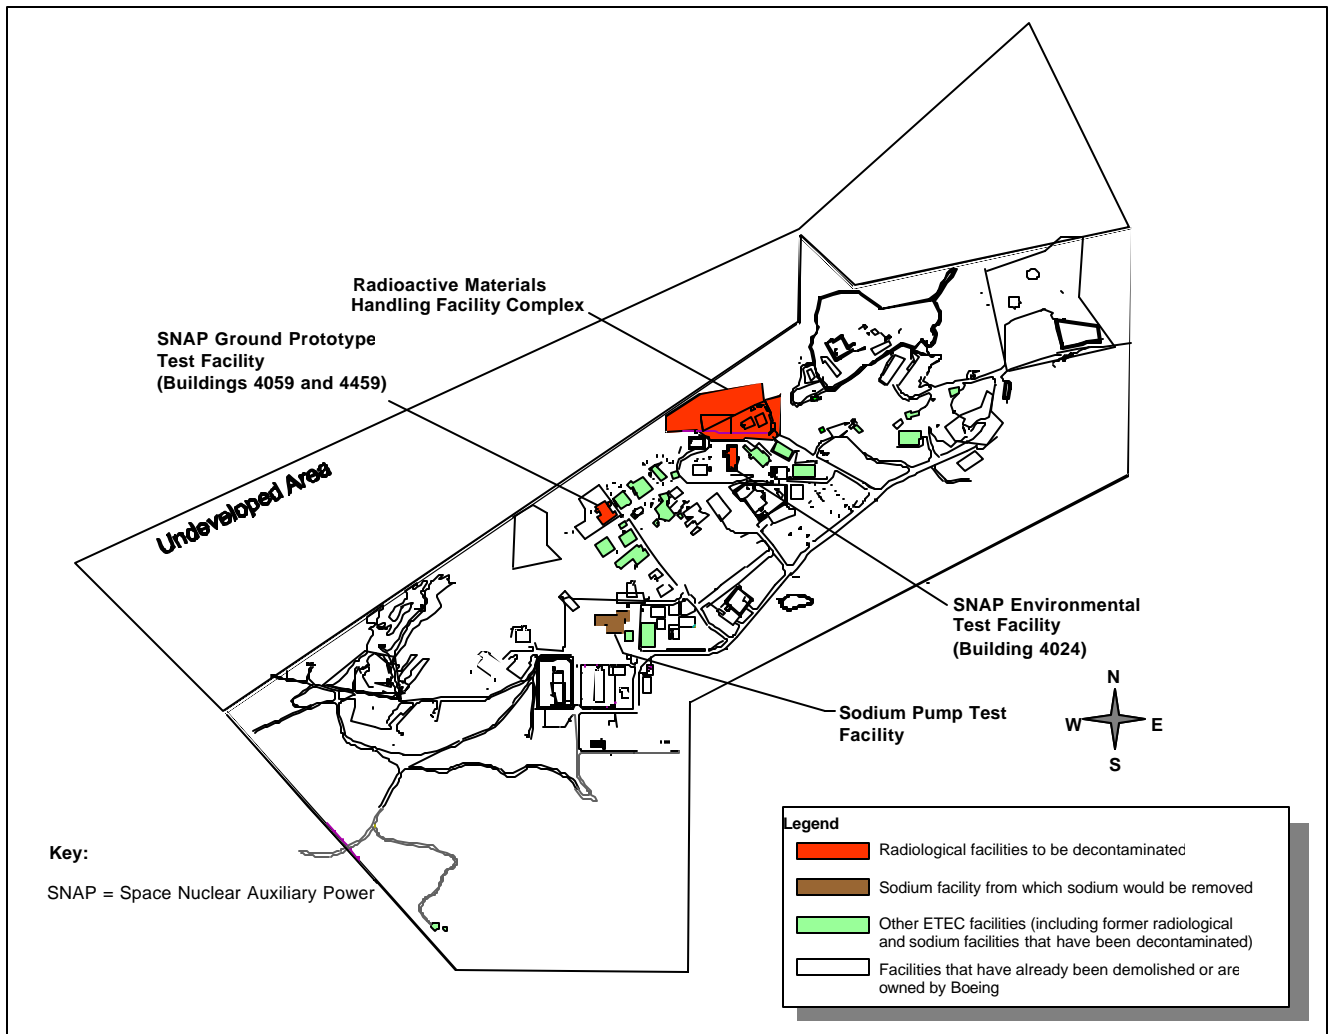 Radioactive Materials
Handling Facility Complex
SNAP Ground Prototype
Test Facility
(Buildings 4059 and 4459)
Undeveloped Area
SNAP Environmental
Test Facility
(Building 4024)
Sodium Pump Test
Facility
N
W E
S
Key:
SNAP = Space Nuclear Auxiliary Power
Legend
Radiological facilities to be decontaminated
Sodium facility from which sodium would be removed
Other ETEC facilities (including former radiological
and sodium facilities that have been decontaminated)
Facilities that have already been demolished or are
owned by Boeing